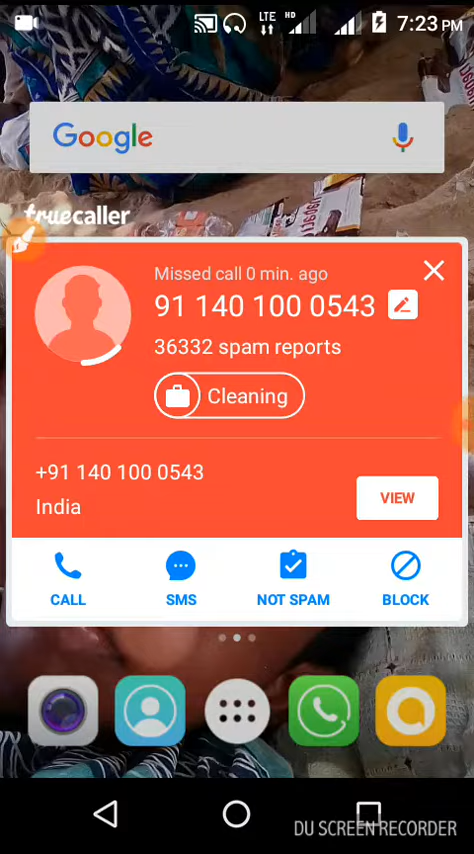 LTE HD 7:23 PM
Google
truecaller
Missed call 0 min. ago
91 140 100 0543
36332 spam reports
Cleaning
+91 140 100 0543
India
VIEW
CALL SMS NOT SPAM BLOCK
DU SCREEN RECORDER